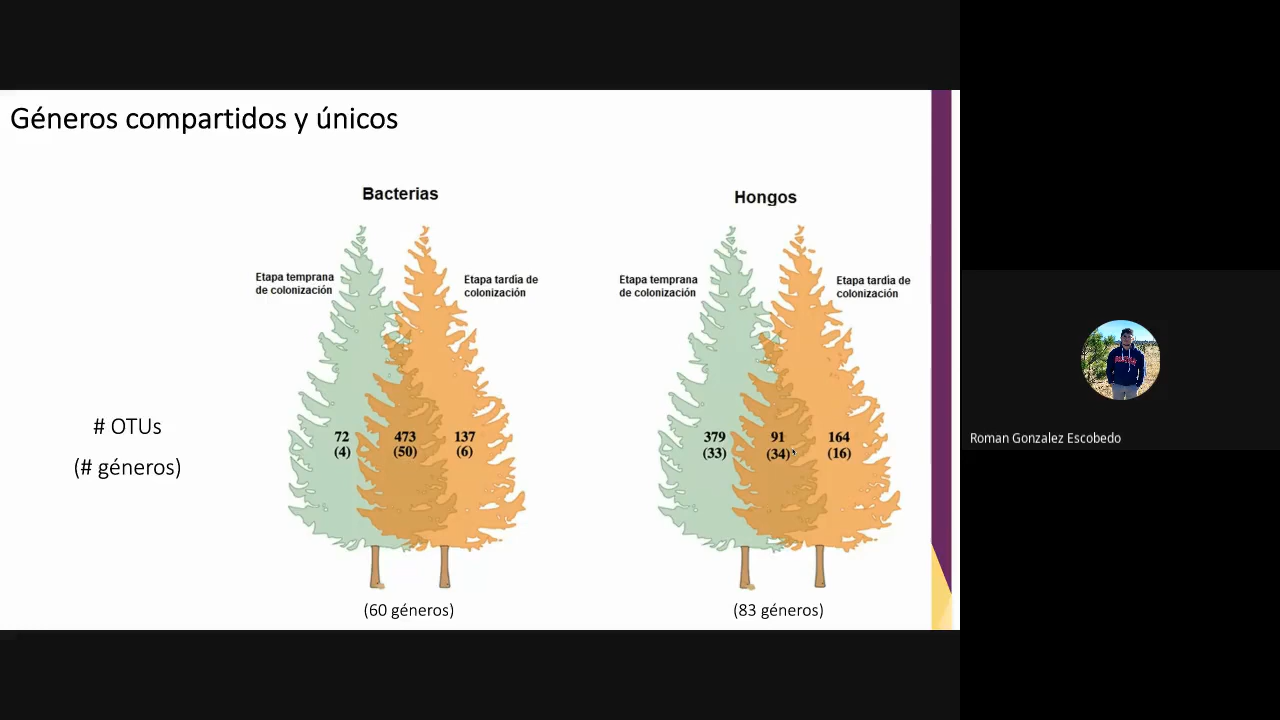 Géneros compartidos y únicos
Bacterias
Etapa temprana
de colonización
Etapa tardía de
colonización
72
(4)
473
(50)
137
(6)
(60 géneros)
Hongos
Etapa temprana
de colonización
Etapa tardía de
colonización
379
(33)
91
(34)
164
(16)
(83 géneros)
# OTUs
(# géneros)
Roman Gonzalez Escobedo